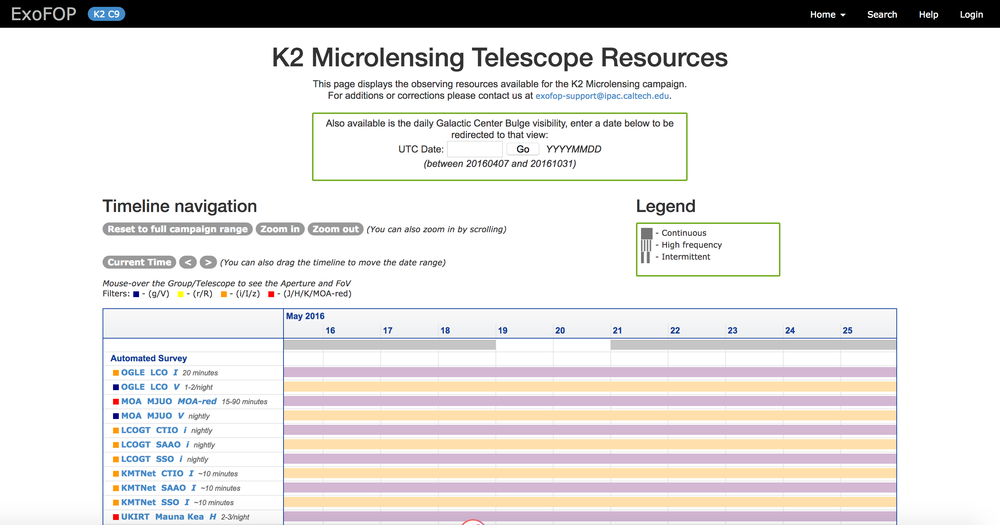 ExoFOP K2 C9 Home Search Help Login
K2 Microlensing Telescope Resources
This page displays the observing resources available for the K2 Microlensing campaign.
For additions or corrections please contact us at exofop-support@ipac.caltech.edu.
Also available is the daily Galactic Center Bulge visibility, enter a date below to be
redirected to that view:
UTC Date: Go YYYYMMDD
(between 20160407 and 20161031)
Timeline navigation
Reset to full campaign range Zoom in Zoom out (You can also zoom in by scrolling)
Current Time < > (You can also drag the timeline to move the date range)
Mouse-over the Group/Telescope to see the Aperture and FoV
Filters: - (g/V) - (r/R) - (i/I/z) - (J/H/K/MOA-red)
Legend
- Continuous
- High frequency
- Intermittent
May 2016
16 17 18 19 20 21 22 23 24 25
Automated Survey
OGLE LCO I 20 minutes
OGLE LCO V 1-2/night
MOA MJUO MOA-red 15-90 minutes
MOA MJUO V nightly
LCOGT CTIO i nightly
LCOGT SAAO i nightly
LCOGT SSO i nightly
KMTNet CTIO I ~10 minutes
KMTNet SAAO I ~10 minutes
KMTNet SSO I ~10 minutes
UKIRT Mauna Kea H 2-3/night